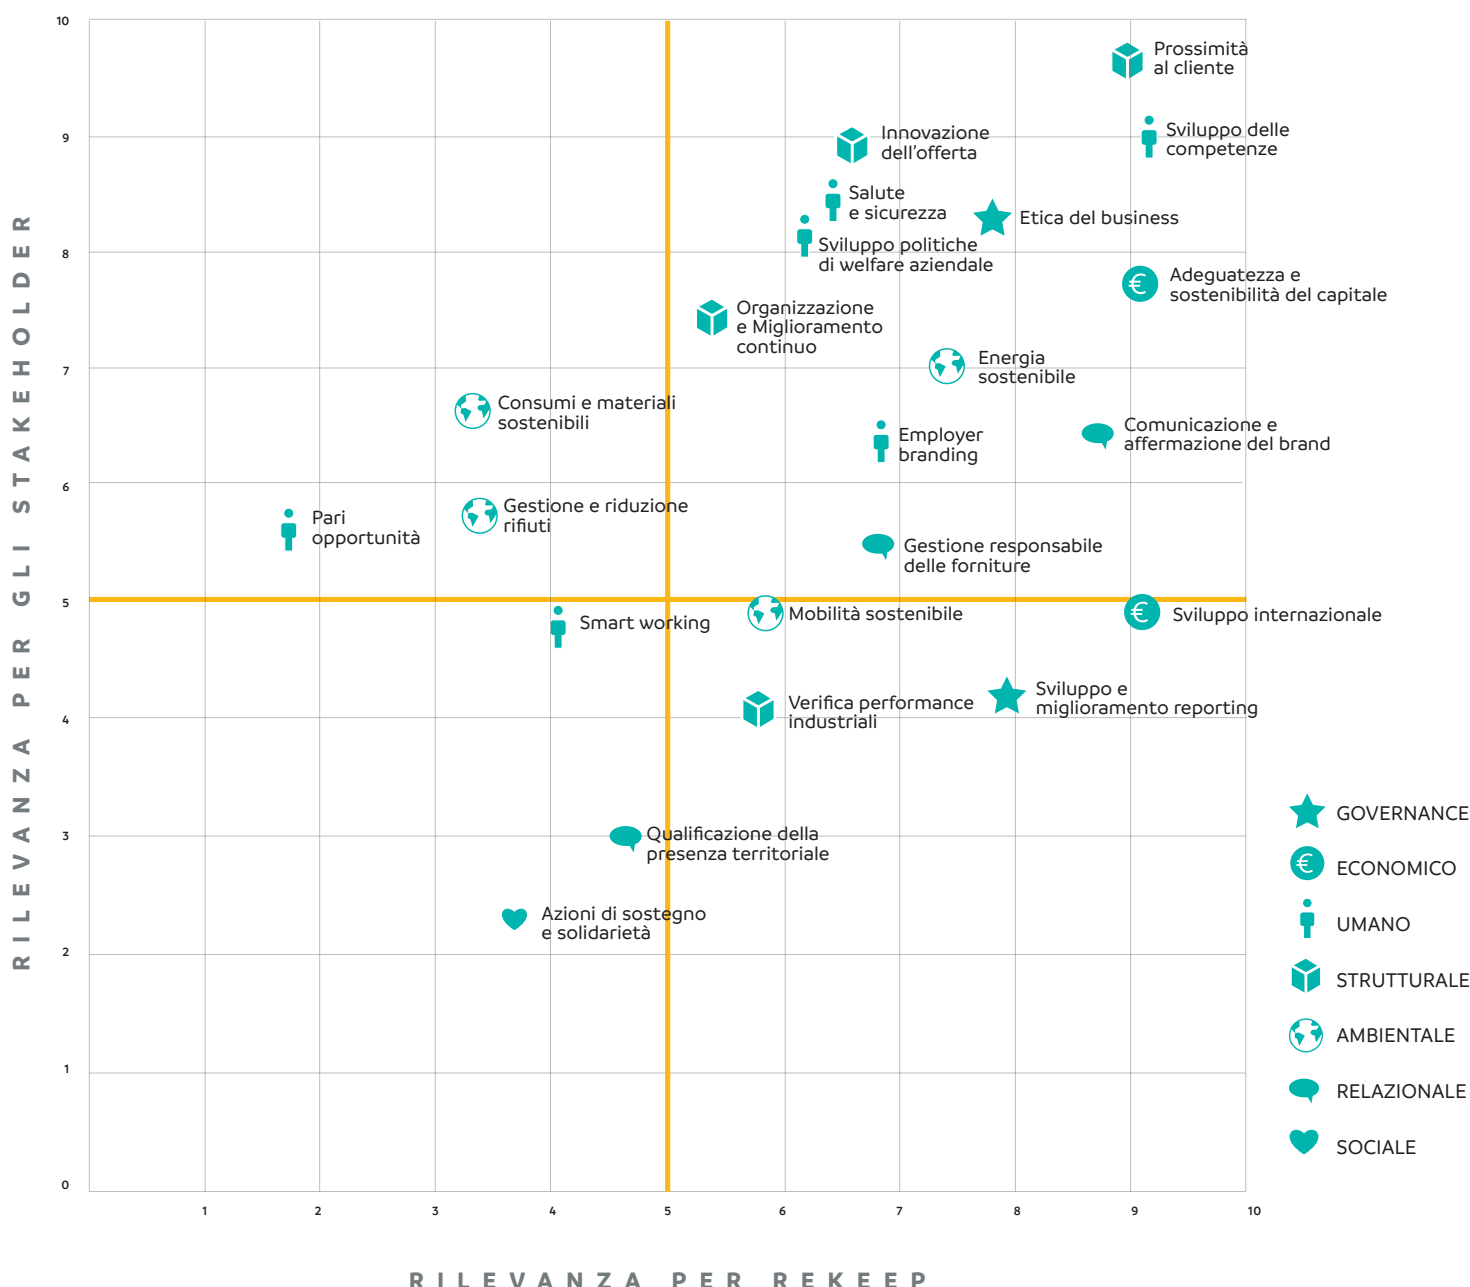 10
9
8
7
6
5
4
3
2
1
0
RILEVANZA PER GLI STAKEHOLDER
Prossimità
al cliente
Sviluppo delle
competenze
Innovazione
dell'offerta
Salute
e sicurezza
Etica del business
Sviluppo politiche
di welfare aziendale
Adeguatezza e
sostenibilità del capitale
Organizzazione
e Miglioramento
continuo
Energia
sostenibile
Consumi e materiali
sostenibili
Comunicazione e
affermazione del brand
Employer
branding
Gestione e riduzione
rifiuti
Pari
opportunità
Gestione responsabile
delle forniture
Smart working
Mobilità sostenibile
Sviluppo internazionale
Verifica performance
industriali
Sviluppo e
miglioramento reporting
Qualificazione della
presenza territoriale
Azioni di sostegno
e solidarietà
GOVERNANCE
€ ECONOMICO
UMANO
STRUTTURALE
AMBIENTALE
RELAZIONALE
SOCIALE
1 2 3 4 5 6 7 8 9 10
RILEVANZA PER REKEEP